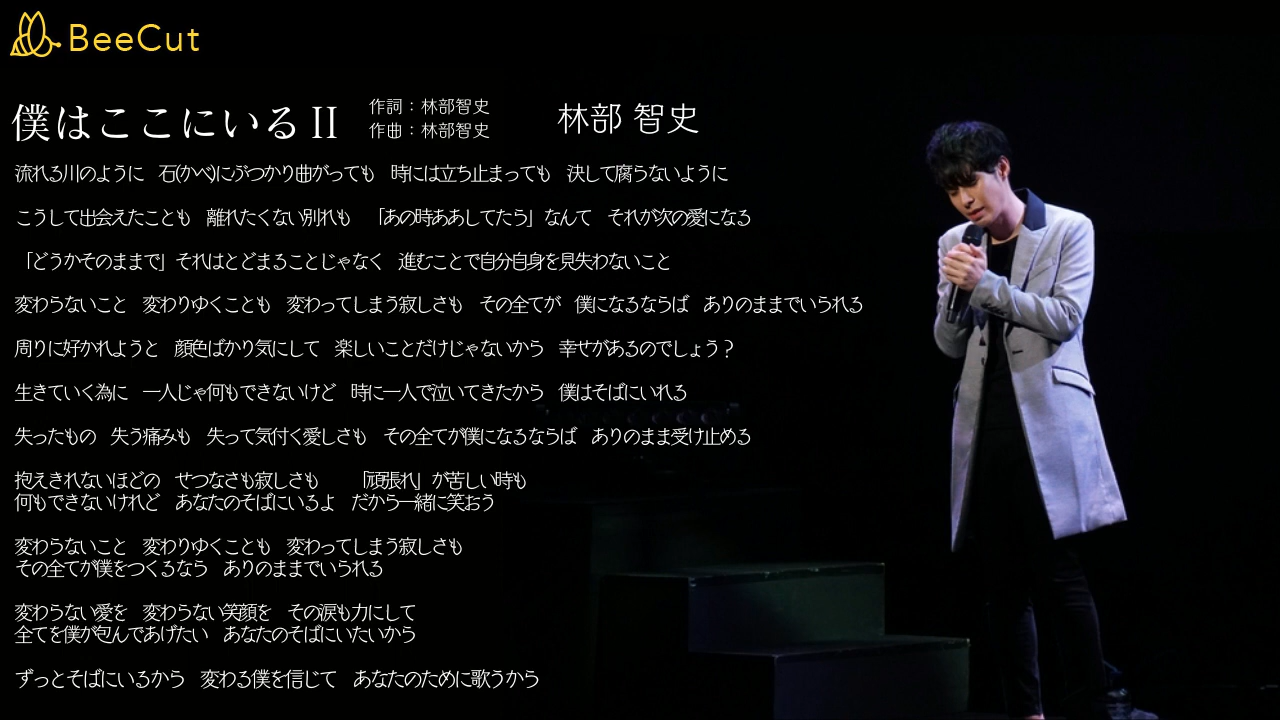 BeeCut
僕はここにいる II
作詞：林部智史
作曲：林部智史
林部 智史
流れる川のように　石(かべ)にぶつかり曲がっても　時には立ち止まっても　決して腐らないように
こうして出会えたことも　離れたくない別れも　「あの時ああしてたら」なんて　それが次の愛になる
「どうかそのままで」それはとどまることじゃなく　進むことで自分自身を見失わないこと
変わらないこと　変わりゆくことも　変わってしまう寂しさも　その全てが　僕になるならば　ありのままでいられる
周りに好かれようと　顔色ばかり気にして　楽しいことだけじゃないから　幸せがあるのでしょう？
生きていく為に　一人じゃ何もできないけど　時に一人で泣いてきたから　僕はそばにいれる
失ったもの　失う痛みも　失って気付く愛しさも　その全てが僕になるならば　ありのまま受け止める
抱えきれないほどの　せつなさも寂しさも　　「頑張れ」が苦しい時も
何もできないけれど　あなたのそばにいるよ　だから一緒に笑おう
変わらないこと　変わりゆくことも　変わってしまう寂しさも
その全てが僕をつくるなら　ありのままでいられる
変わらない愛を　変わらない笑顔を　その涙も力にして
全てを僕が包んであげたい　あなたのそばにいたいから
ずっとそばにいるから　変わる僕を信じて　あなたのために歌うから